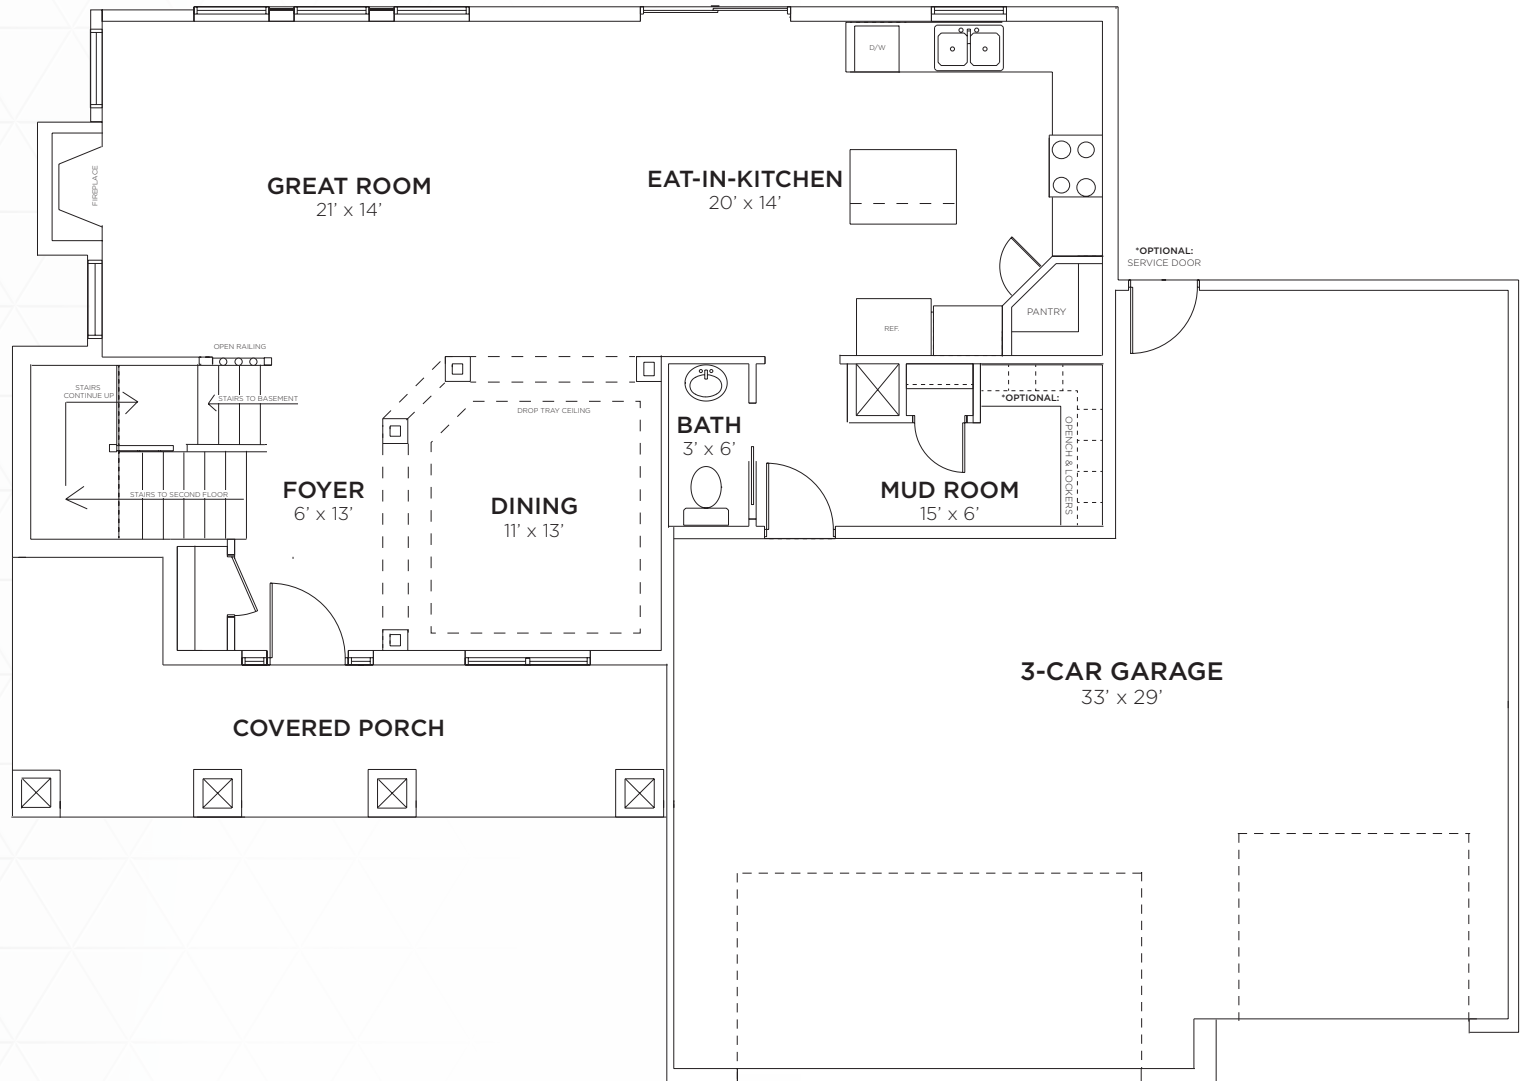 D/W
FIREPLACE
GREAT ROOM
21’ x 14’
EAT-IN-KITCHEN
20’ x 14’
*OPTIONAL:
SERVICE DOOR
PANTRY
REF.
OPEN RAILING
STAIRS
CONTINUE UP
STAIRS TO BASEMENT
DROP TRAY CEILING
*OPTIONAL:
OPENCH & LOCKERS
BATH
3’ x 6’
STAIRS TO SECOND FLOOR
FOYER
6’ x 13’
DINING
11’ x 13’
MUD ROOM
15’ x 6’
3-CAR GARAGE
33’ x 29’
COVERED PORCH